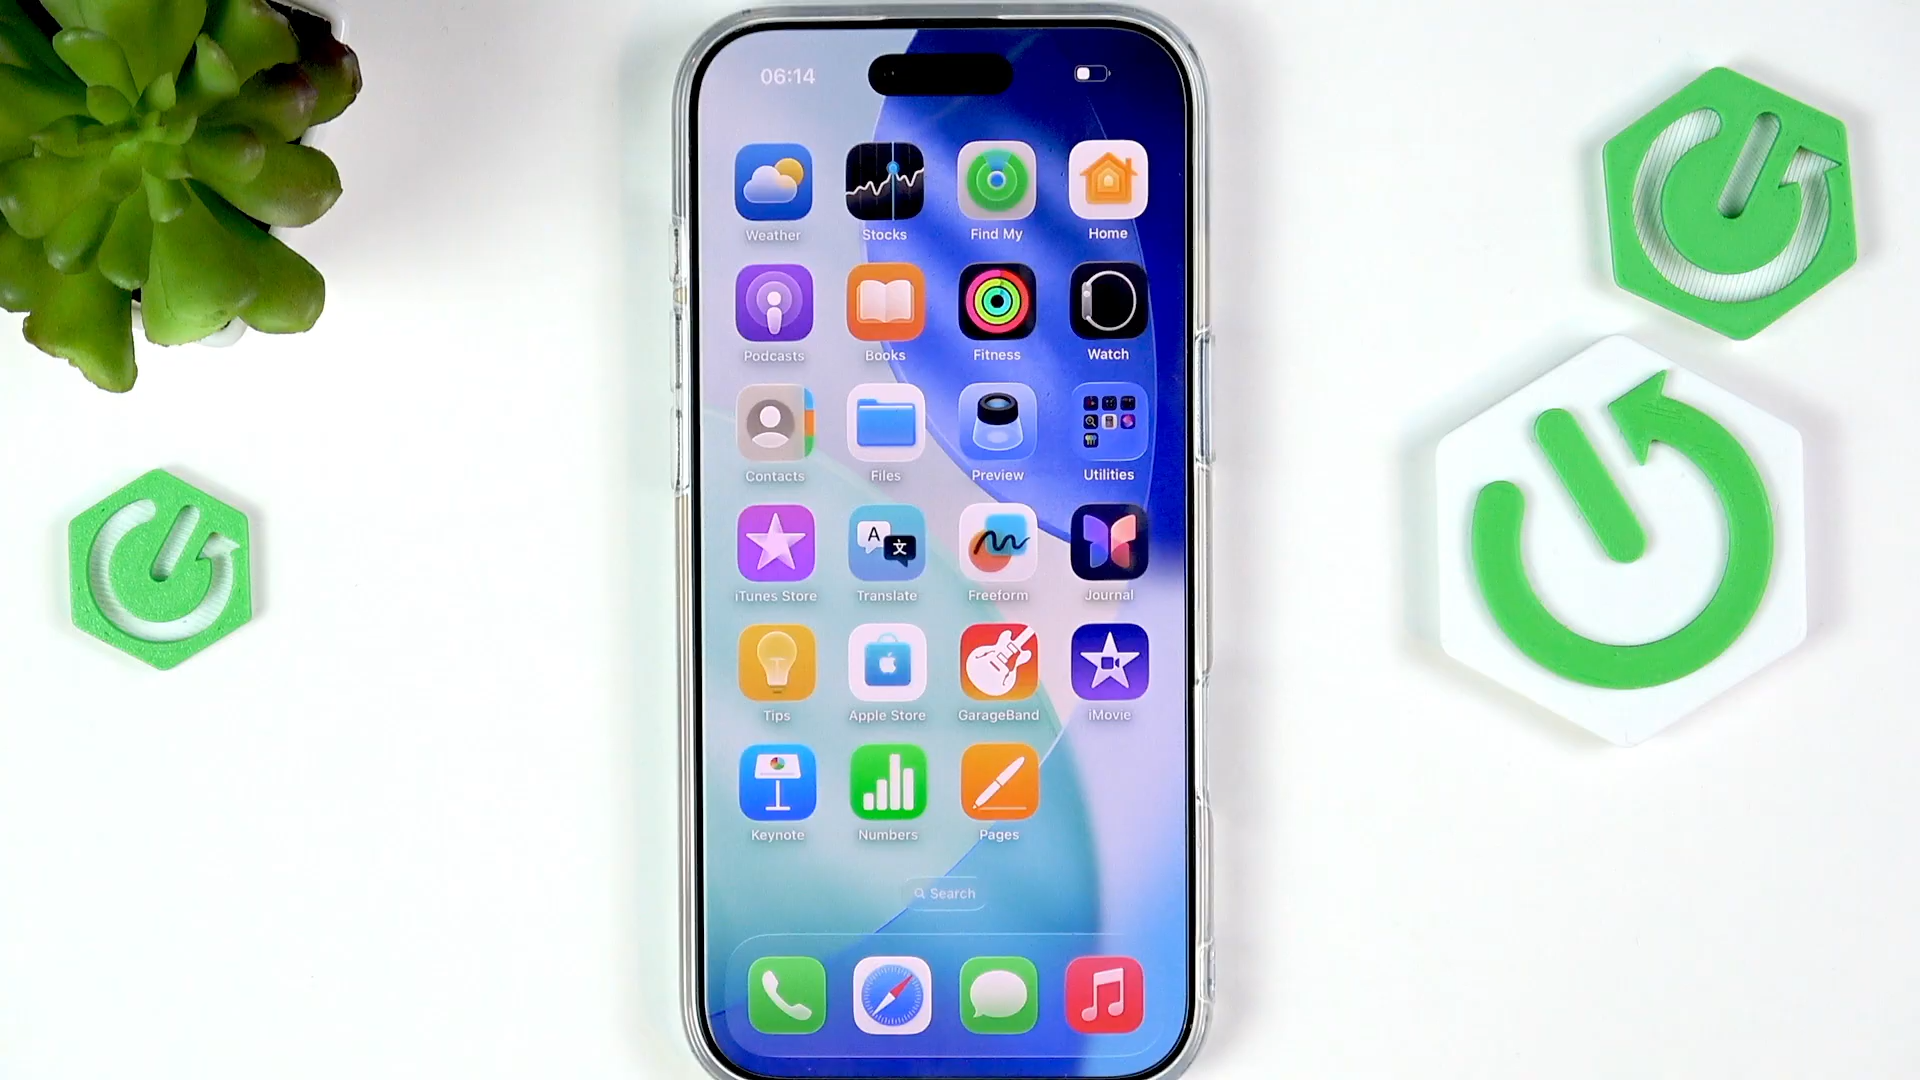 06:14
Weather Stocks Find My Home
Podcasts Books Fitness Watch
Contacts Files Preview Utilities
A 文
iTunes Store Translate Freeform Journal
Tips Apple Store GarageBand iMovie
Keynote Numbers Pages
Search